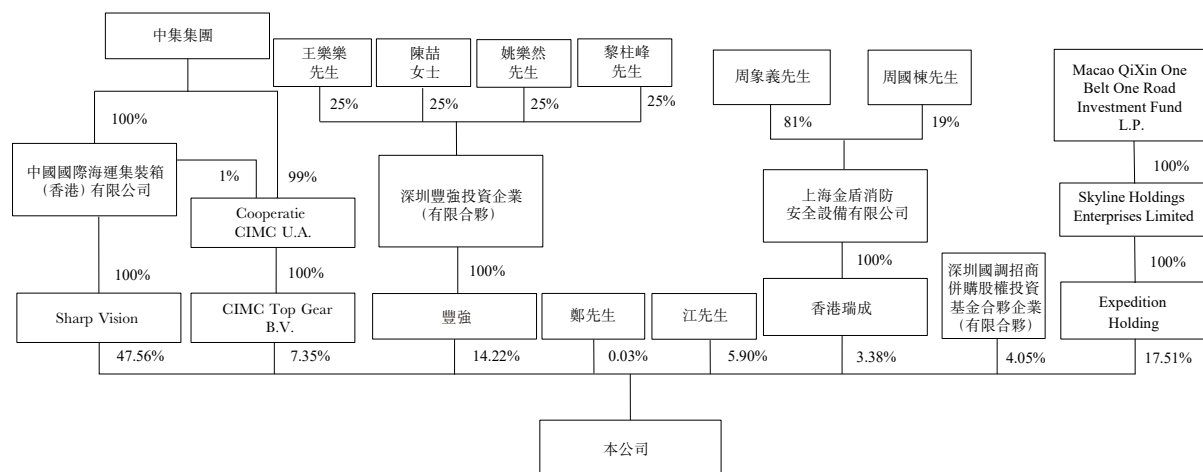 中集集團
王樂樂
先生
陳喆
女士
姚樂然
先生
黎柱峰
先生
周象義先生
周國棟先生
Macao QiXin One
Belt One Road
Investment Fund
L.P.
25%
25%
25%
25%
81%
19%
100%
1%
99%
100%
中國國際海運集裝箱
(香港) 有限公司
Cooperatie
CIMC U.A.
深圳豐強投資企業
(有限合夥)
上海金盾消防
安全設備有限公司
Skyline Holdings
Enterprises Limited
100%
100%
100%
100%
100%
Sharp Vision
CIMC Top Gear
B.V.
豐強
鄭先生
江先生
香港瑞成
深圳國調招商
併購股權投資
基金合夥企業
(有限合夥)
Expedition
Holding
47.56%
7.35%
14.22%
0.03%
5.90%
3.38%
4.05%
17.51%
本公司